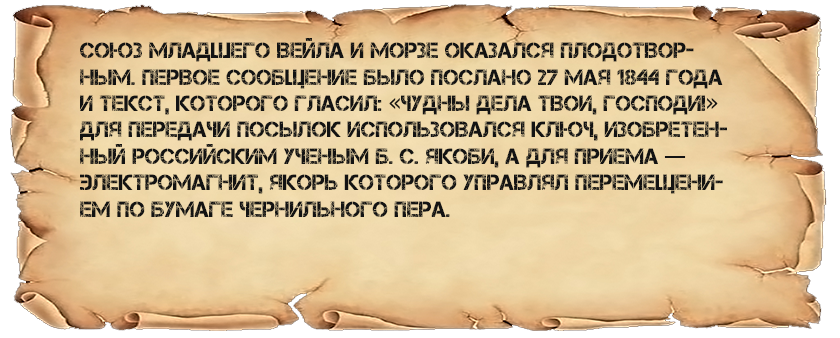 СОЮЗ МЛАДШЕГО ВЕЙЛА И МОРЗЕ ОКАЗАЛСЯ ПЛОДОТВОР-
НЫМ. ПЕРВОЕ СООБЩЕНИЕ БЫЛО ПОСЛАНО 27 МАЯ 1844 ГОДА
И ТЕКСТ, КОТОРОГО ГЛАСИЛ: «ЧУДНЫ ДЕЛА ТВОИ, ГОСПОДИ!»
ДЛЯ ПЕРЕДАЧИ ПОСЫЛОК ИСПОЛЬЗОВАЛСЯ КЛЮЧ, ИЗОБРЕТЕН-
НЫЙ РОССИЙСКИМ УЧЕНЫМ Б. С. ЯКОБИ, А ДЛЯ ПРИЕМА —
ЭЛЕКТРОМАГНИТ, ЯКОРЬ КОТОРОГО УПРАВЛЯЛ ПЕРЕМЕЩЕНИ-
ЕМ ПО БУМАГЕ ЧЕРНИЛЬНОГО ПЕРА.